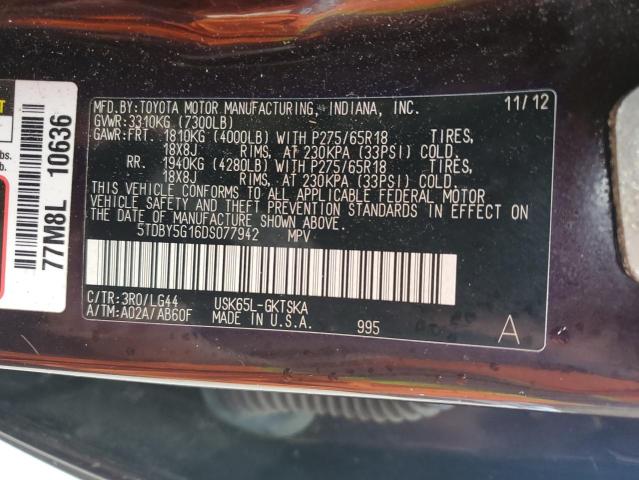 MFD.BY:TOYOTA MOTOR MANUFACTURING, INDIANA, INC. 11/12
GVWR:3310KG (7300LB)
GAWR:FRT. 1810KG (4000LB) WITH P275/65R18 TIRES,
18X8J RIMS, AT 230KPA (33PSI) COLD.
RR. 1940KG (4280LB) WITH P275/65R18 TIRES,
18X8J RIMS, AT 230KPA (33PSI) COLD.
THIS VEHICLE CONFORMS TO ALL APPLICABLE FEDERAL MOTOR
VEHICLE SAFETY AND THEFT PREVENTION STANDARDS IN EFFECT ON
THE DATE OF MANUFACTURE SHOWN ABOVE.
5TDBY5G16DS077942 MPV
C/TR:3R0/LG44 USK65L-GKTSKA
A/TM:A02A/AB60F MADE IN U.S.A. 995 A
77M8L 10636
lbs.